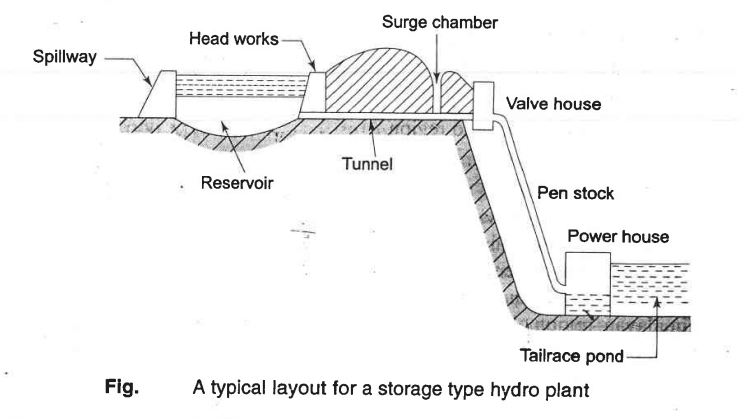 Surge chamber
Head works
Spillway
Valve house
Tunnel
Reservoir
Pen stock
Power house
Tailrace pond
Fig. A typical layout for a storage type hydro plant